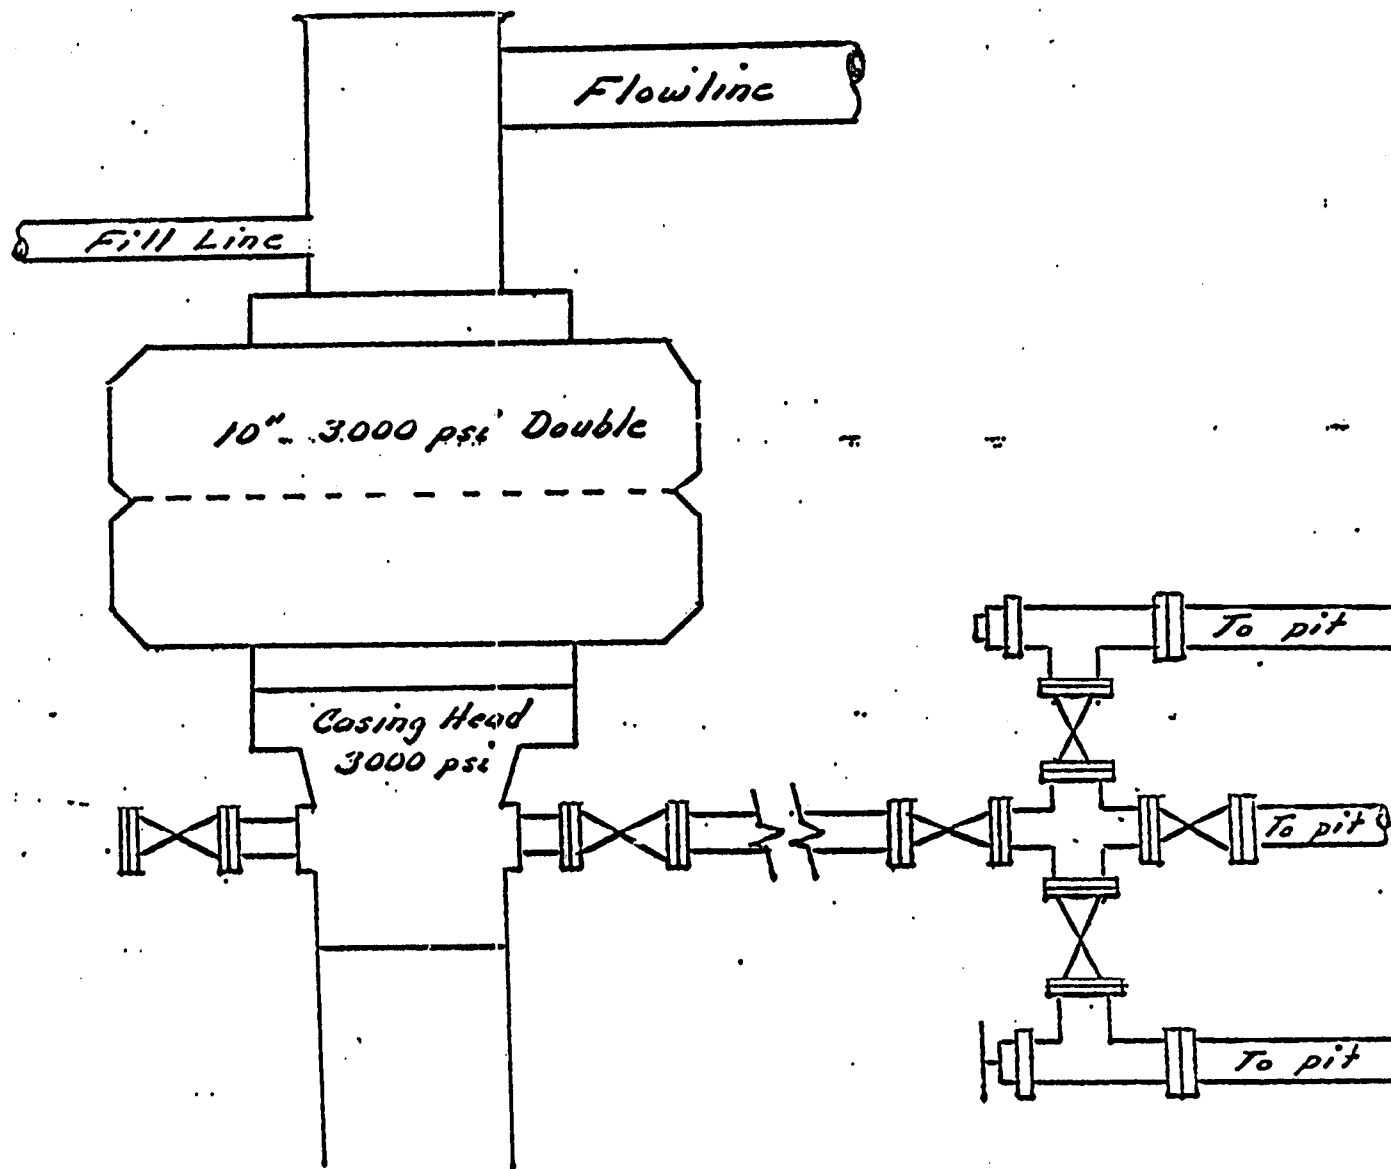 Flowline
Fill Line
10" - 3000 psi Double
To pit
Casing Head
3000 psi
To pit
To pit